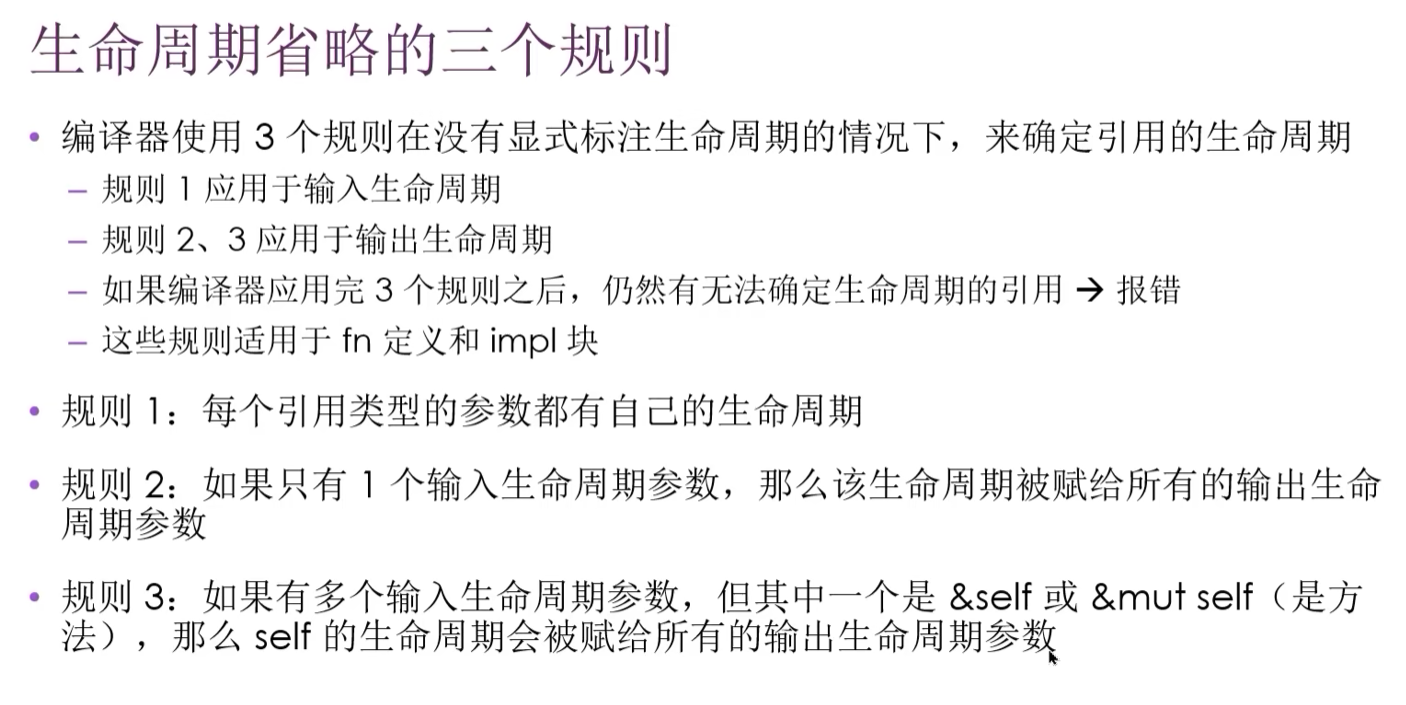 生命周期省略的三个规则
• 编译器使用 3 个规则在没有显式标注生命周期的情况下，来确定引用的生命周期
– 规则 1 应用于输入生命周期
– 规则 2、3 应用于输出生命周期
– 如果编译器应用完 3 个规则之后，仍然有无法确定生命周期的引用 → 报错
– 这些规则适用于 fn 定义和 impl 块
• 规则 1：每个引用类型的参数都有自己的生命周期
• 规则 2：如果只有 1 个输入生命周期参数，那么该生命周期被赋给所有的输出生命
周期参数
• 规则 3：如果有多个输入生命周期参数，但其中一个是 &self 或 &mut self（是方
法），那么 self 的生命周期会被赋给所有的输出生命周期参数